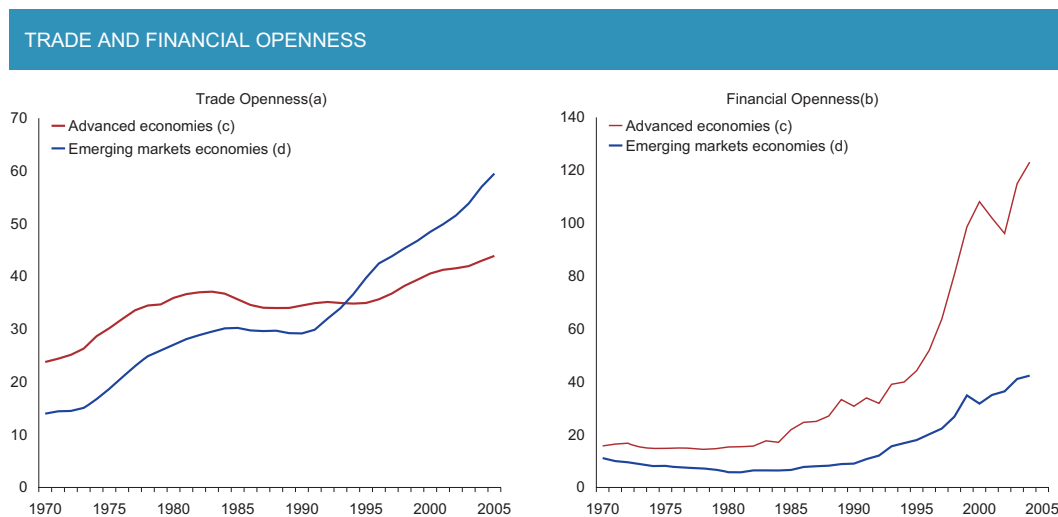 TRADE AND FINANCIAL OPENNESS
Trade Openness(a)
70
60
50
40
30
20
10
0
Advanced economies (c)
Emerging markets economies (d)
1970 1975 1980 1985 1990 1995 2000 2005
Financial Openness(b)
140
120
100
80
60
40
20
0
Advanced economies (c)
Emerging markets economies (d)
1970 1975 1980 1985 1990 1995 2000 2005